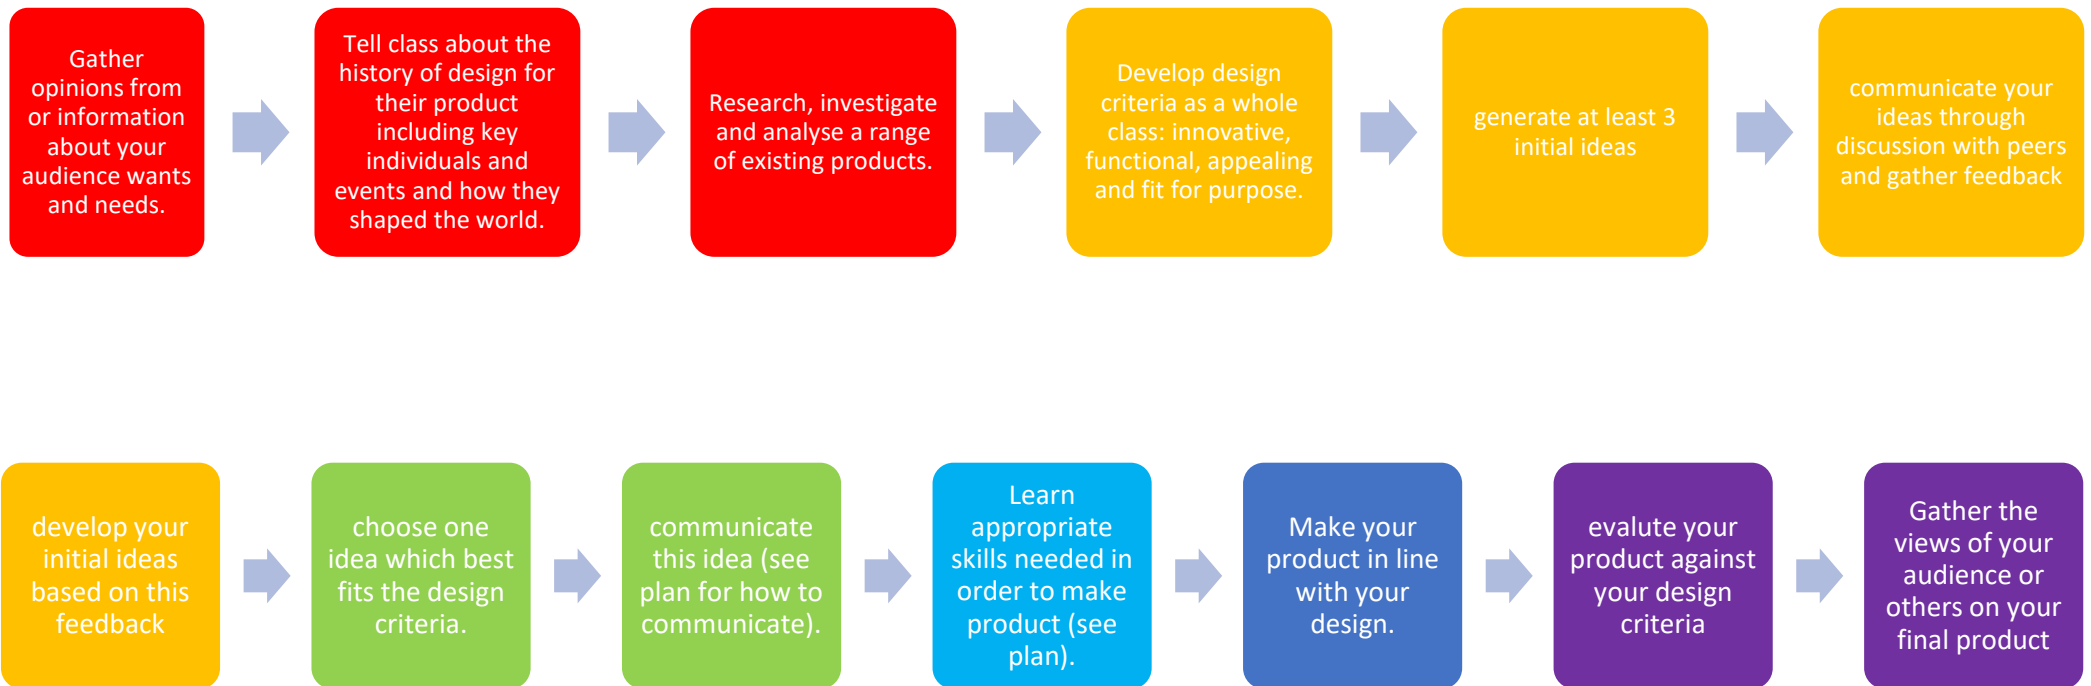 Gather
opinions from
or information
about your
audience wants
and needs.
Tell class about the
history of design for
their product
including key
individuals and
events and how they
shaped the world.
Research, investigate
and analyse a range
of existing products.
Develop design
criteria as a whole
class: innovative,
functional, appealing
and fit for purpose.
generate at least 3
initial ideas
communicate your
ideas through
discussion with peers
and gather feedback
develop your
initial ideas
based on this
feedback
choose one
idea which best
fits the design
criteria.
communicate
this idea (see
plan for how to
communicate).
Learn
appropriate
skills needed in
order to make
product (see
plan).
Make your
product in line
with your
design.
evalute your
product against
your design
criteria
Gather the
views of your
audience or
others on your
final product